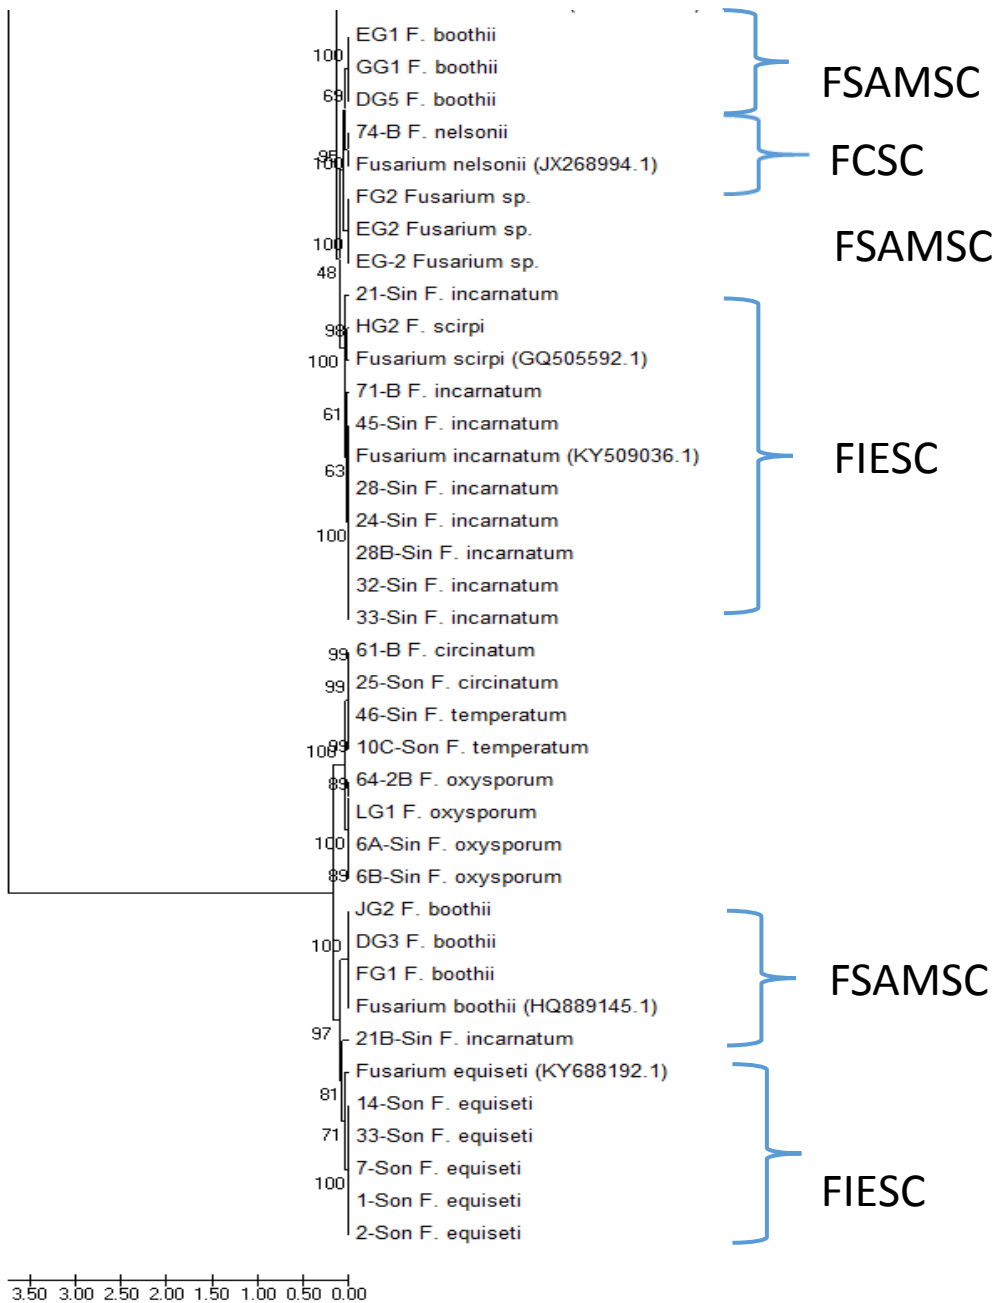 EG1 F. boothii
100
GG1 F. boothii
FSAMSC
69
DG5 F. boothii
74-B F. nelsonii
Fusarium nelsonii (JX268994.1)
FCSC
100
FG2 Fusarium sp.
EG2 Fusarium sp.
FSAMSC
100
EG-2 Fusarium sp.
48
21-Sin F. incarnatum
98
HG2 F. scirpi
100
Fusarium scirpi (GQ505592.1)
71-B F. incarnatum
61
45-Sin F. incarnatum
Fusarium incarnatum (KY509036.1)
FIESC
63
28-Sin F. incarnatum
24-Sin F. incarnatum
100
28B-Sin F. incarnatum
32-Sin F. incarnatum
33-Sin F. incarnatum
99
61-B F. circinatum
99
25-Son F. circinatum
46-Sin F. temperatum
100
99
10C-Son F. temperatum
89
64-2B F. oxysporum
LG1 F. oxysporum
100
6A-Sin F. oxysporum
89
6B-Sin F. oxysporum
JG2 F. boothii
100
DG3 F. boothii
FG1 F. boothii
FSAMSC
Fusarium boothii (HQ889145.1)
97
21B-Sin F. incarnatum
Fusarium equiseti (KY688192.1)
81
14-Son F. equiseti
71
33-Son F. equiseti
7-Son F. equiseti
100
FIESC
1-Son F. equiseti
2-Son F. equiseti
3.50 3.00 2.50 2.00 1.50 1.00 0.50 0.00